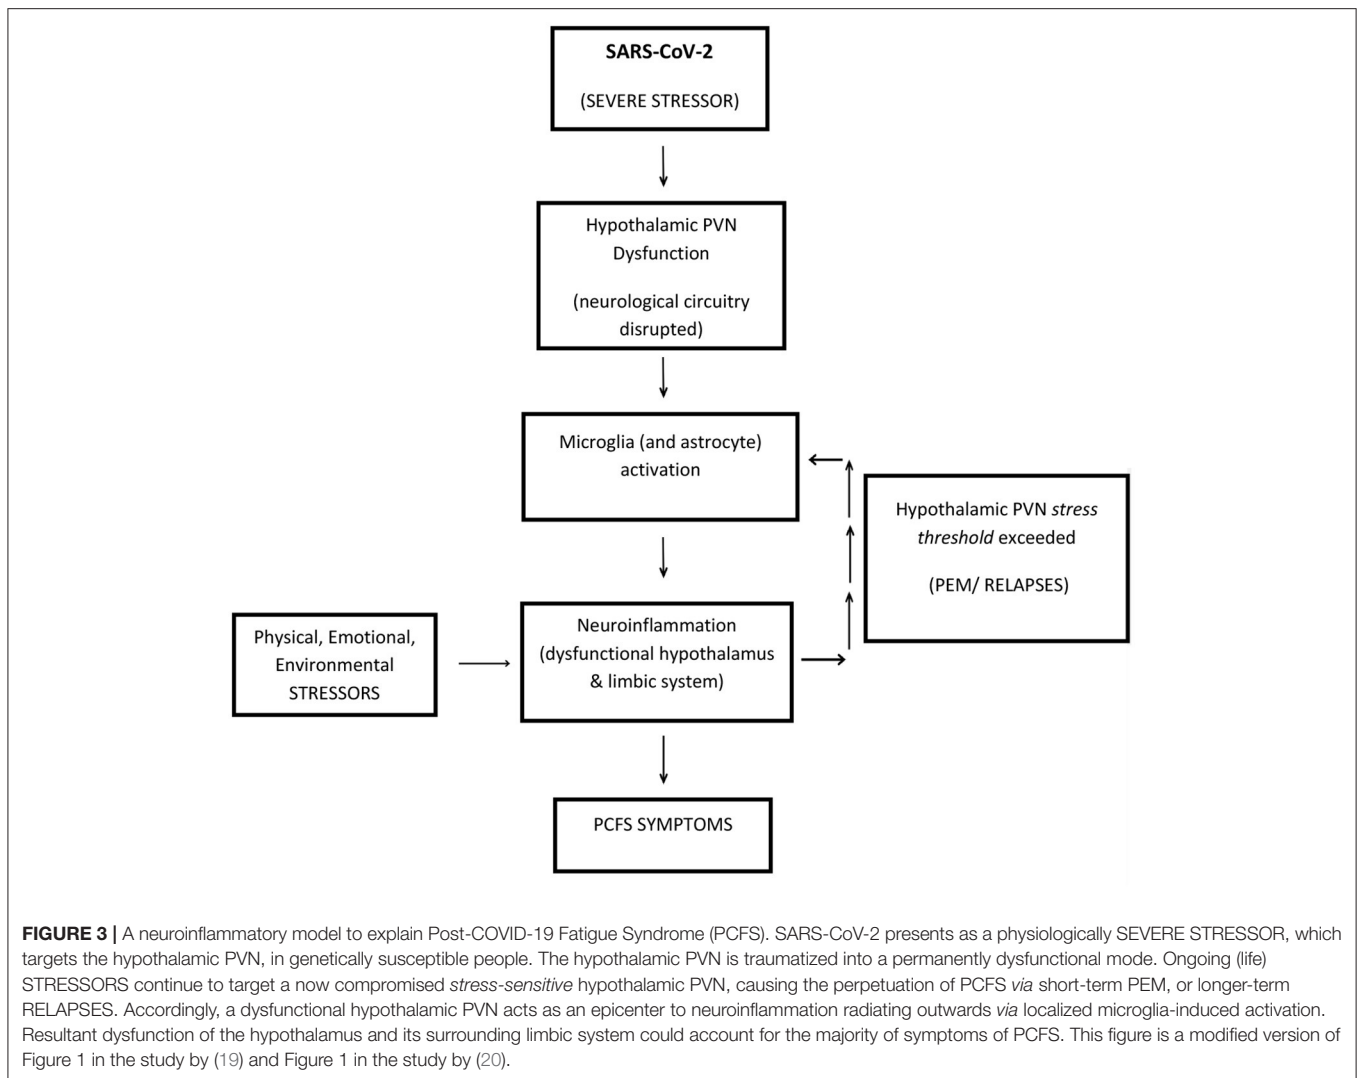 SARS-CoV-2
(SEVERE STRESSOR)
Hypothalamic PVN
Dysfunction
(neurological circuitry
disrupted)
Microglia (and astrocyte)
activation
Hypothalamic PVN stress
threshold exceeded
(PEM/ RELAPSES)
Physical, Emotional,
Environmental
STRESSORS
Neuroinflammation
(dysfunctional hypothalamus
& limbic system)
PCFS SYMPTOMS
FIGURE 3 | A neuroinflammatory model to explain Post-COVID-19 Fatigue Syndrome (PCFS). SARS-CoV-2 presents as a physiologically SEVERE STRESSOR, which
targets the hypothalamic PVN, in genetically susceptible people. The hypothalamic PVN is traumatized into a permanently dysfunctional mode. Ongoing (life)
STRESSORS continue to target a now compromised stress-sensitive hypothalamic PVN, causing the perpetuation of PCFS via short-term PEM, or longer-term
RELAPSES. Accordingly, a dysfunctional hypothalamic PVN acts as an epicenter to neuroinflammation radiating outwards via localized microglia-induced activation.
Resultant dysfunction of the hypothalamus and its surrounding limbic system could account for the majority of symptoms of PCFS. This figure is a modified version of
Figure 1 in the study by (19) and Figure 1 in the study by (20).